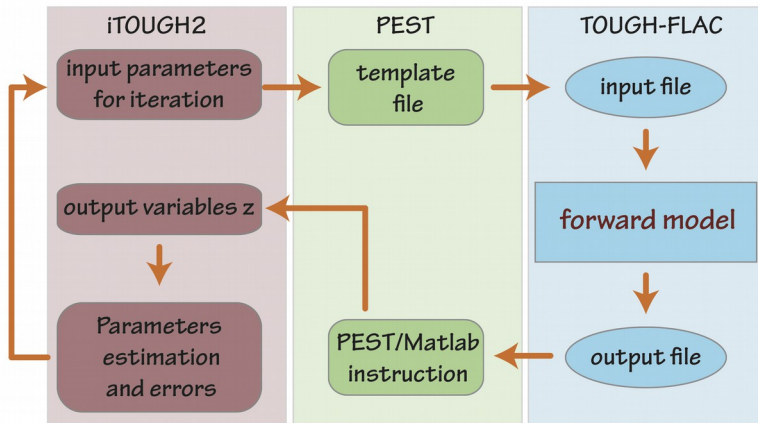 iTOUGH2
PEST
TOUGH-FLAC
input parameters
for iteration
template
file
input file
output variables z
forward model
Parameters
estimation
and errors
PEST/Matlab
instruction
output file